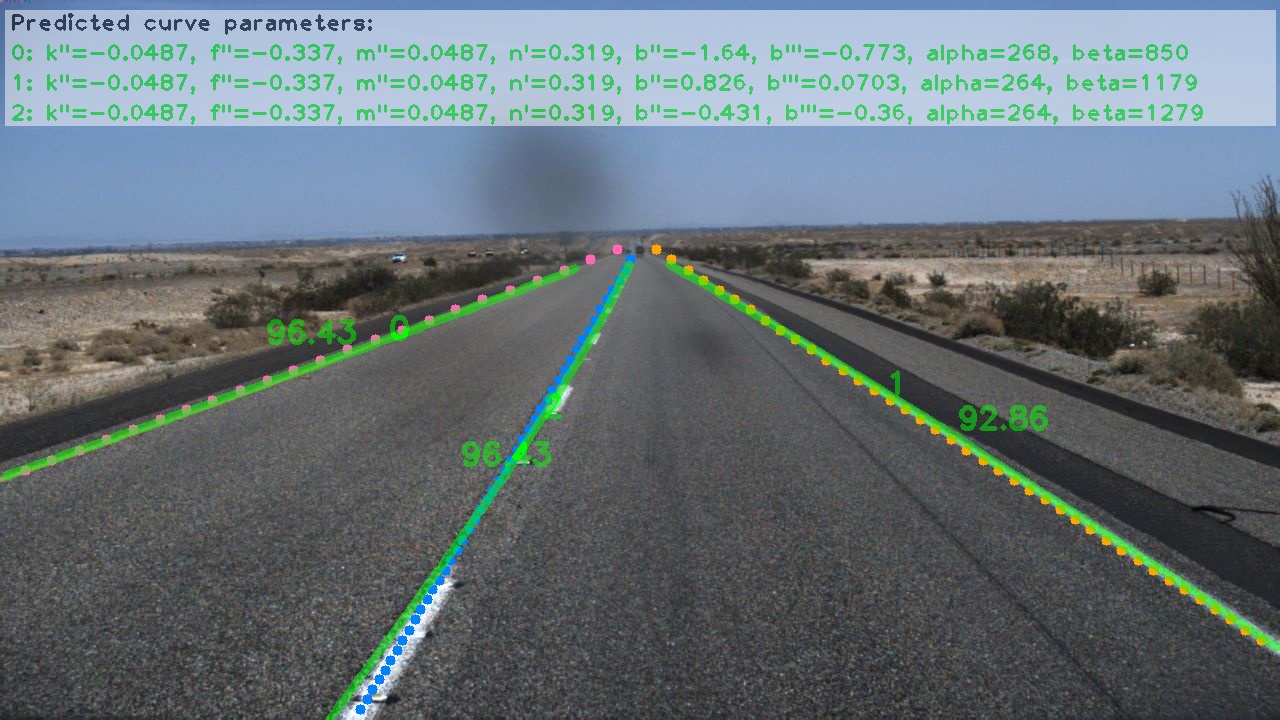 Predicted curve parameters:
0: k''=-0.0487, f''=-0.337, m''=0.0487, n'=0.319, b''=-1.64, b'''=-0.773, alpha=268, beta=850
1: k''=-0.0487, f''=-0.337, m''=0.0487, n'=0.319, b''=0.826, b'''=0.0703, alpha=264, beta=1179
2: k''=-0.0487, f''=-0.337, m''=0.0487, n'=0.319, b''=-0.431, b'''=-0.36, alpha=264, beta=1279
96.43 0
1
92.86